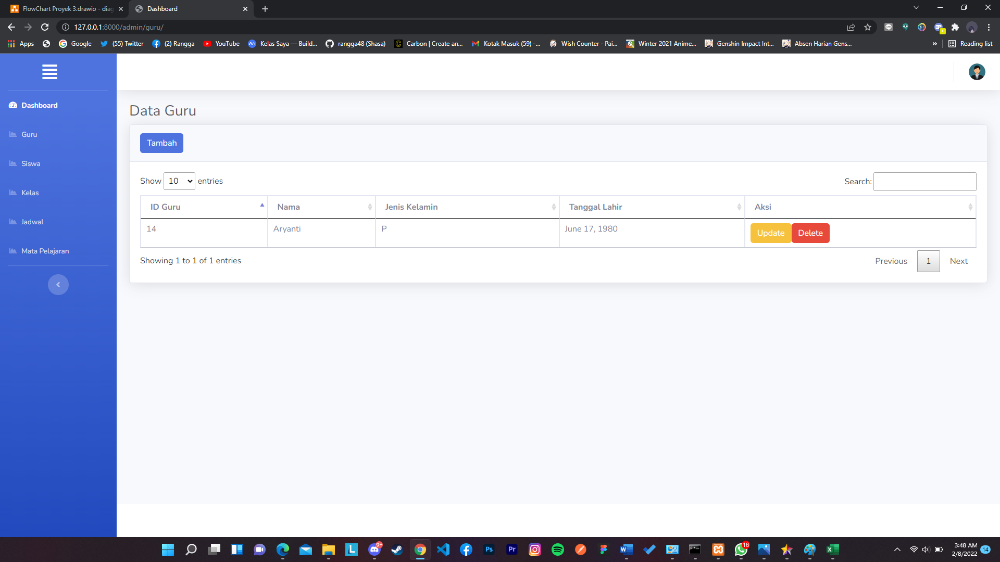 FlowChart Proyek 3.drawio - diag
Dashboard
127.0.0.1:8000/admin/guru/
Apps
Google
(55) Twitter
(2) Rangga
YouTube
Kelas Saya — Build...
rangga48 (Shasa)
Carbon | Create an...
Kotak Masuk (59) -...
Wish Counter - Pai...
Winter 2021 Anime...
Genshin Impact Int...
Absen Harian Gens...
»
Reading list
Dashboard
Guru
Siswa
Kelas
Jadwal
Mata Pelajaran
Data Guru
Tambah
Show 10 entries
Search:
ID Guru Nama Jenis Kelamin Tanggal Lahir Aksi
14 Aryanti P June 17, 1980 Update Delete
Showing 1 to 1 of 1 entries
Previous 1 Next
9+
Ps
Pr
16
3:48 AM
2/8/2022
14